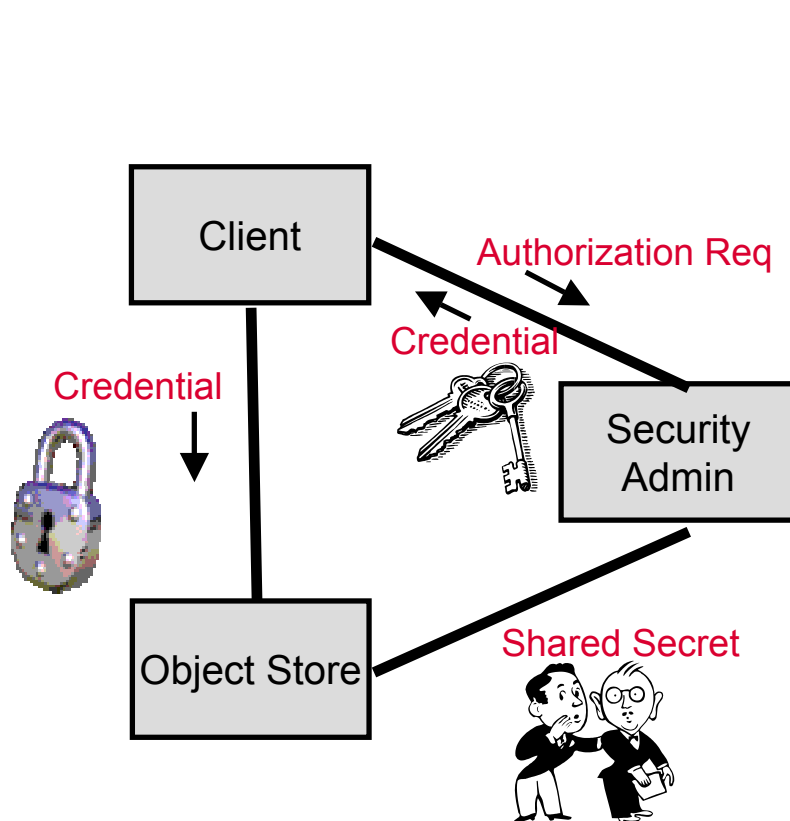 Client
Authorization Req
Credential
Credential
Security
Admin
Object Store
Shared Secret